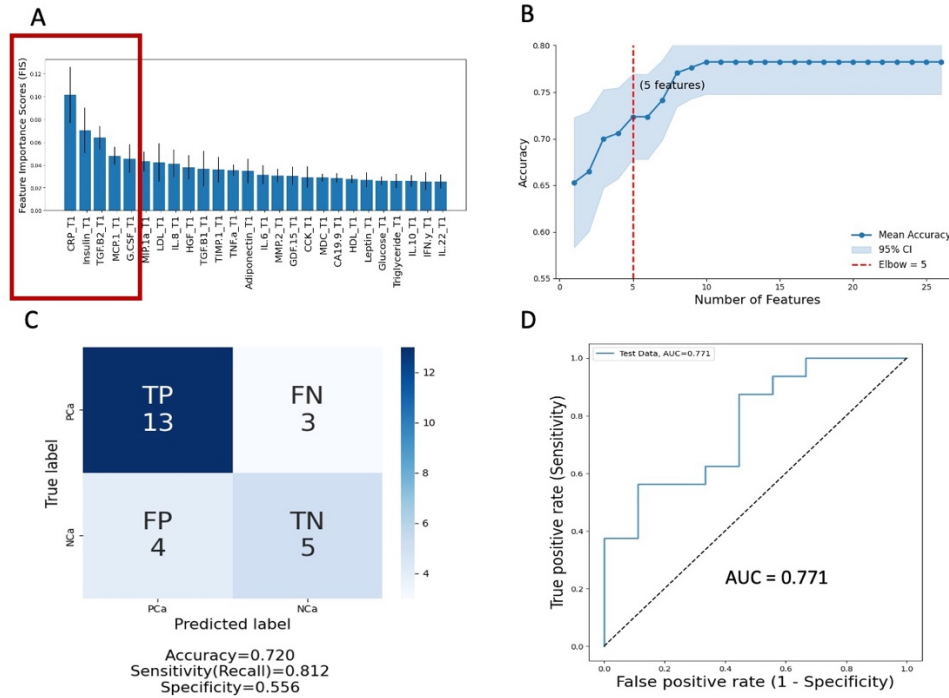 A
Feature Importance Scores (FIS)
0.12
0.10
0.08
0.06
0.04
0.02
0.00
CRP_T1
Insulin_T1
TGF.B2_T1
MCP.1_T1
G.CSF_T1
MIP.1a_T1
LDL_T1
IL.8_T1
HGF_T1
TGF.B1_T1
TIMP.1_T1
TNF.a_T1
Adiponectin_T1
IL.6_T1
MMP.2_T1
GDF.15_T1
CCK_T1
MDC_T1
CA19.9_T1
HDL_T1
Leptin_T1
Glucose_T1
Triglyceride_T1
IL.10_T1
IFN.y_T1
IL.22_T1
B
Accuracy
0.80
0.75
0.70
0.65
0.60
0.55
(5 features)
Mean Accuracy
95% CI
Elbow = 5
0
5
10
15
20
25
Number of Features
C
True label
PCa
NCa
TP
13
FN
3
FP
4
TN
5
12
10
8
6
4
PCa
NCa
Predicted label
Accuracy=0.720
Sensitivity(Recall)=0.812
Specificity=0.556
D
Test Data, AUC=0.771
True positive rate (Sensitivity)
1.0
0.8
0.6
0.4
0.2
0.0
AUC = 0.771
0.0
0.2
0.4
0.6
0.8
1.0
False positive rate (1 - Specificity)